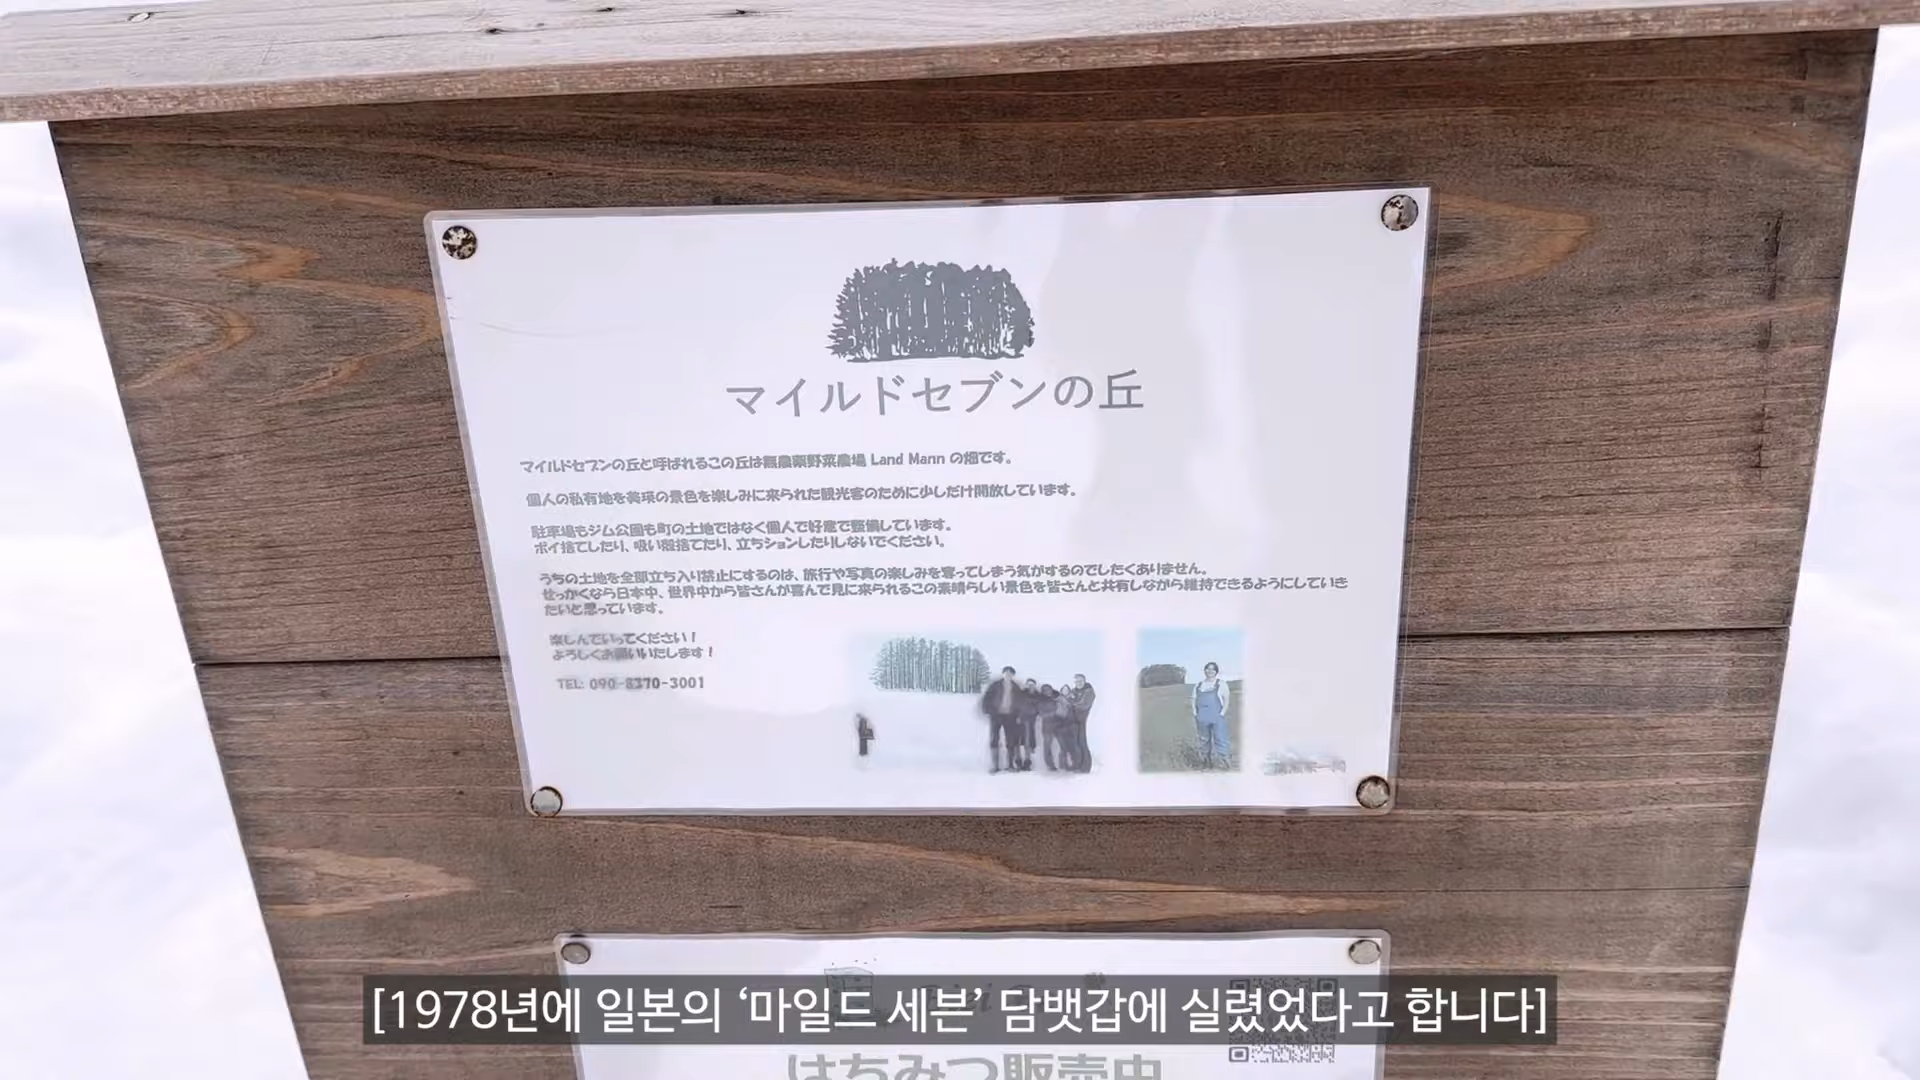 マイルドセブンの丘
マイルドセブンの丘と呼ばれるこの丘は無農薬野菜農場 Land Mann の畑です。
個人の私有地を美瑛の景色を楽しみに来られた観光客のために少しだけ開放しています。
駐車場もジム公園も町の土地ではなく個人で好意で整備しています。
ポイ捨てしたり、吸い殻捨てたり、立ちションしたりしないでください。
うちの土地を全部立ち入り禁止にするのは、旅行や写真の楽しみを奪ってしまう気がするのでしたくありません。
せっかくなら日本中、世界中から皆さんが喜んで見に来られるこの素晴らしい景色を皆さんと共有しながら維持できるようにしていき
たいと思っています。
楽しんでいってください！
よろしくお願いいたします！
TEL: 090-8370-3001
[1978년에 일본의 ‘마일드 세븐’ 담뱃갑에 실렸었다고 합니다]
はちみつ販売中